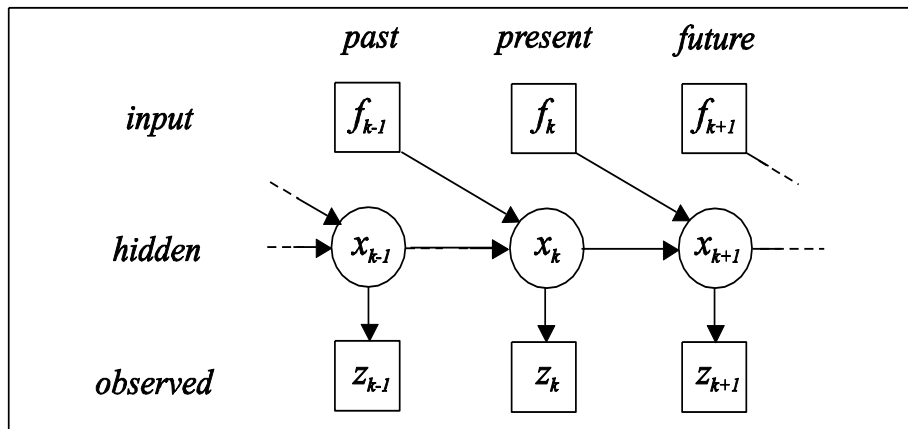 past present future
input f_{k-1} f_k f_{k+1}
hidden x_{k-1} x_k x_{k+1}
observed z_{k-1} z_k z_{k+1}